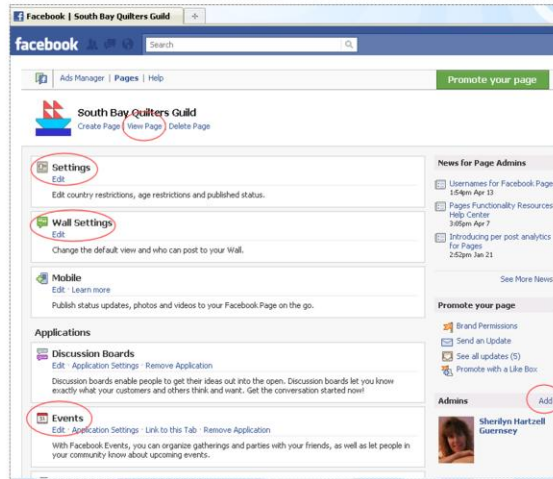 Facebook | South Bay Quilters Guild
facebook
Search
Ads Manager | Pages | Help
Promote your page
South Bay Quilters Guild
Create Page | View Page | Delete Page
Settings
Edit
Edit country restrictions, age restrictions and published status.
Wall Settings
Edit
Change the default view and who can post to your Wall.
Mobile
Edit · Learn more
Publish status updates, photos and videos to your Facebook Page on the go.
Applications
Discussion Boards
Edit · Application Settings · Remove Application
Discussion boards enable people to get their ideas out into the open. Discussion boards let you know
exactly what your customers and others think and want. Get the conversation started now!
Events
Edit · Application Settings · Link to this Tab · Remove Application
With Facebook Events, you can organize gatherings and parties with your friends, as well as let people in
your community know about upcoming events.
News for Page Admins
Usernames for Facebook Page
1:54pm Apr 13
Pages Functionality Resources
Help Center
3:05pm Apr 7
Introducing per post analytics
for Pages
2:52pm Jan 21
See More News
Promote your page
Brand Permissions
Send an Update
See all updates (5)
Promote with a Like Box
Admins
Add
Sherilyn Hartzell
Guernsey